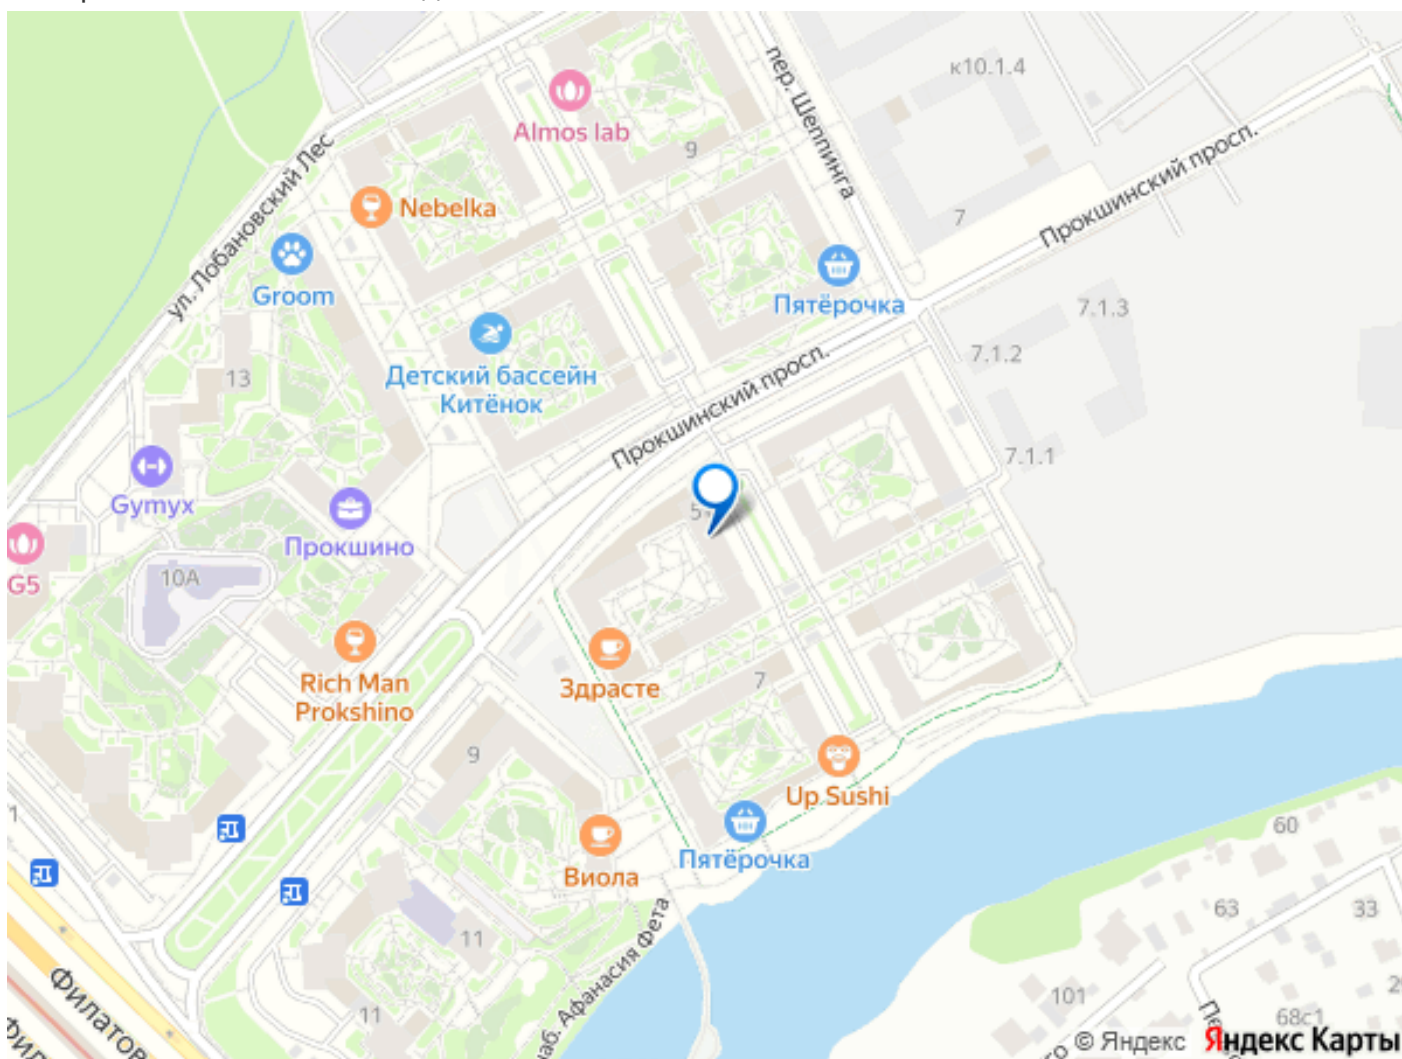 пер. Шеппинга
к10.1.4
Almos lab
9
ул. Лобановский Лес
Nebelka
7
Прокшинский просп.
Groom
Пятёрочка
7.1.3
7.1.2
Детский бассейн
Китёнок
13
Прокшинский просп.
7.1.1
Gymyx
Прокшино
5
G5
10А
Здрасте
Rich Man
Prokshino
7
9
Up Sushi
1
60
Пятёрочка
Виола
63
33
11
наб. Афанасия Фета
101
11
68с1
© Яндекс
Яндекс Карты